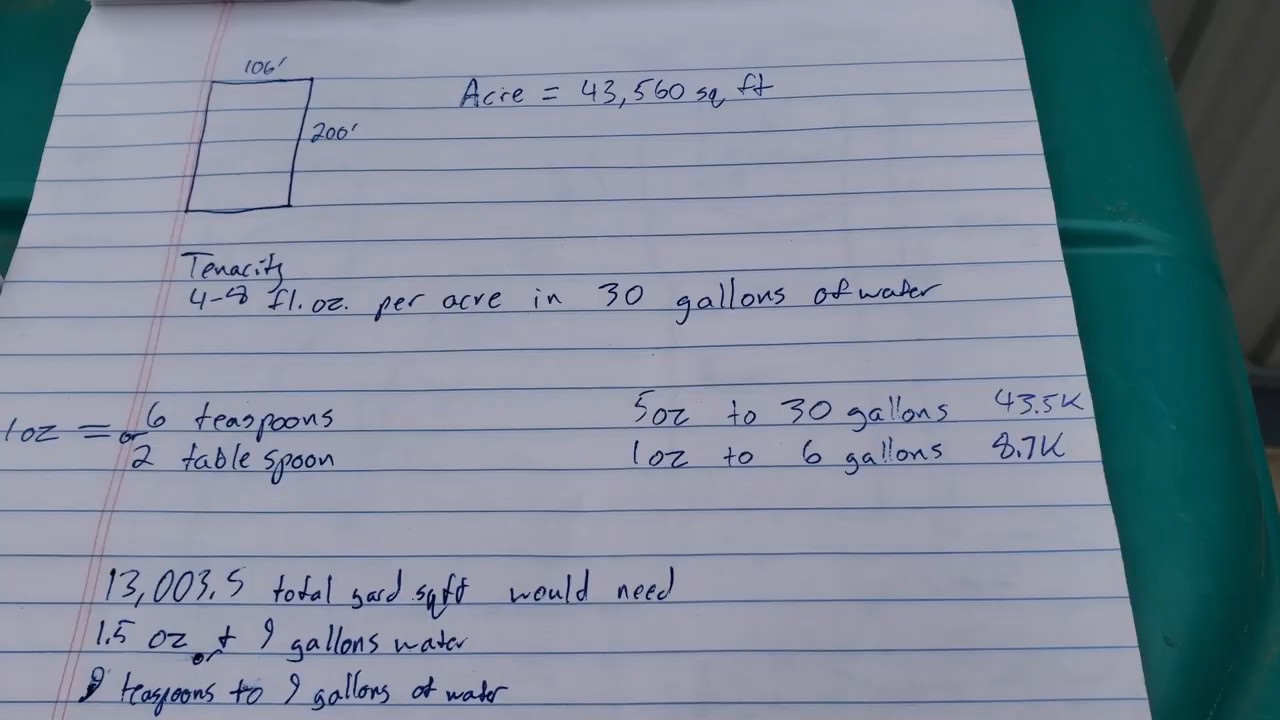 106'
Acre = 43,560 sq ft
200'
Tenacity
4-8 fl. oz. per acre in 30 gallons of water
1oz = 6 teaspoons
or
2 table spoon
5oz to 30 gallons 43.5K
1oz to 6 gallons 8.7K
13,003.5 total yard sqft would need
1.5 oz + 9 gallons water
or
9 teaspoons to 9 gallons of water